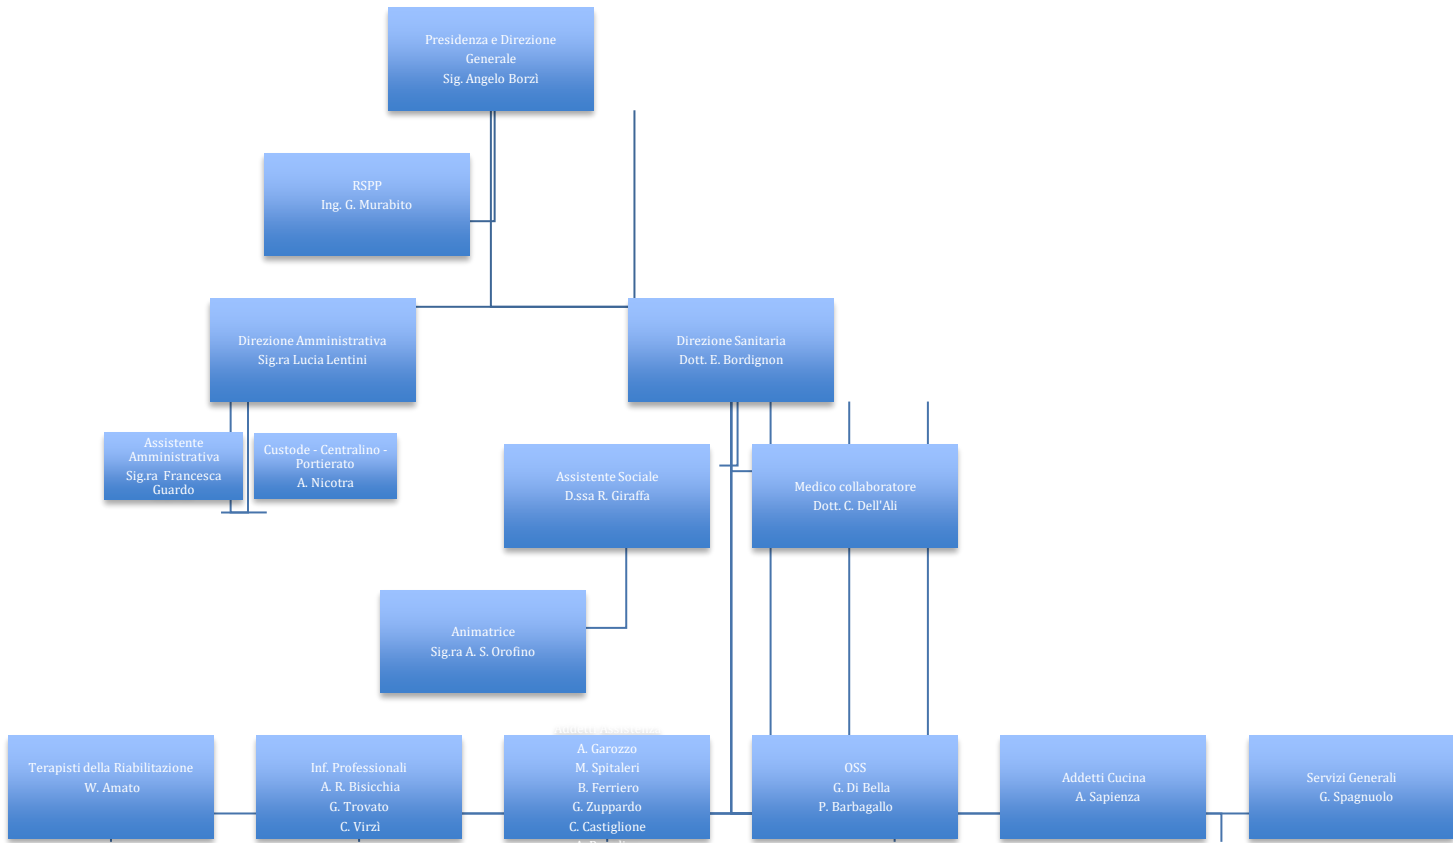 Presidenza e Direzione
Generale
Sig. Angelo Borzì
RSPP
Ing. G. Murabito
Direzione Amministrativa
Sig.ra Lucia Lentini
Direzione Sanitaria
Dott. E. Bordignon
Assistente
Amministrativa
Sig.ra Francesca
Guardo
Custode - Centralino -
Portierato
A. Nicotra
Assistente Sociale
D.ssa R. Giraffa
Medico collaboratore
Dott. C. Dell'Ali
Animatrice
Sig.ra A. S. Orofino
Terapisti della Riabilitazione
W. Amato
Inf. Professionali
A. R. Bisicchia
G. Trovato
C. Virzì
A. Garozzo
M. Spitaleri
B. Ferriero
G. Zuppardo
C. Castiglione
OSS
G. Di Bella
P. Barbagallo
Addetti Cucina
A. Sapienza
Servizi Generali
G. Spagnuolo